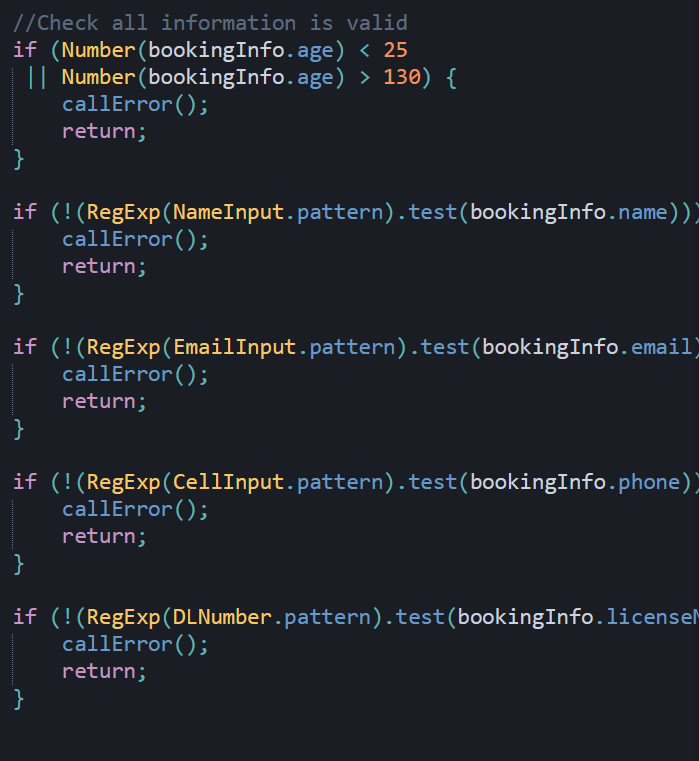 //Check all information is valid
if (Number(bookingInfo.age) < 25
|| Number(bookingInfo.age) > 130) {
callError();
return;
}
if (!(RegExp(NameInput.pattern).test(bookingInfo.name)))
callError();
return;
}
if (!(RegExp(EmailInput.pattern).test(bookingInfo.email)
callError();
return;
}
if (!(RegExp(CellInput.pattern).test(bookingInfo.phone))
callError();
return;
}
if (!(RegExp(DLNumber.pattern).test(bookingInfo.licenseN
callError();
return;
}